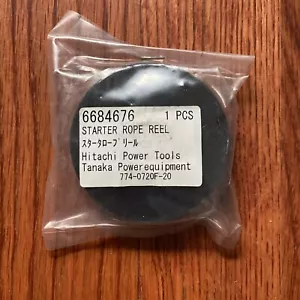 6684676 1 PCS
STARTER ROPE REEL
ｽﾀｰﾀﾛｰﾌﾟﾘｰﾙ
Hitachi Power Tools
Tanaka Powerequipment
774-0720F-20